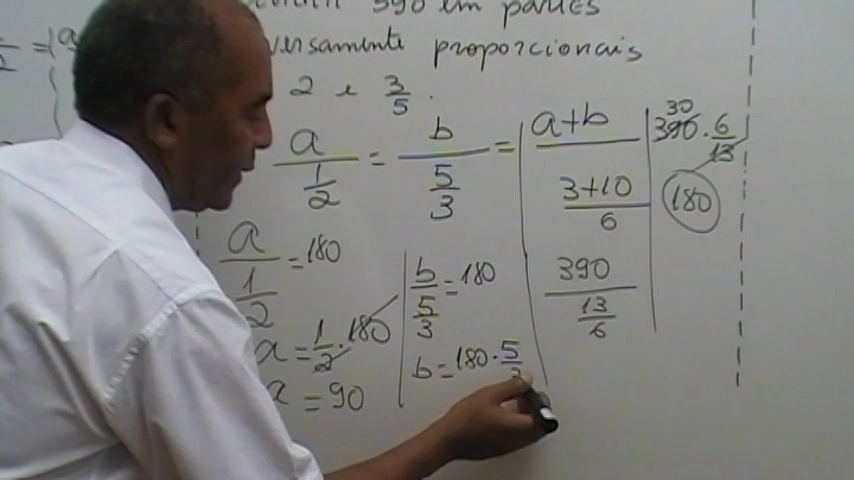 390 em partes
versamente proporcionais
2 e 3/5.
a/(1/2) = b/(5/3) = (a+b)/((3+10)/6)
390/(13/6)
390 30 · 6/13
180
a/(1/2) = 180
a = 1/2 · 180
a = 90
b/(5/3) = 180
b = 180 · 5/